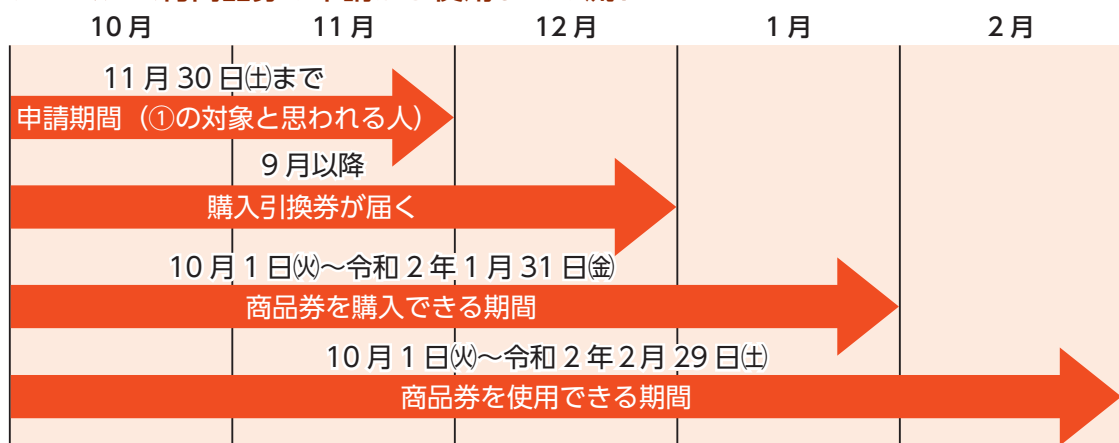 10月 11月 12月 1月 2月
11月30日㈯まで
申請期間（①の対象と思われる人）
9月以降
購入引換券が届く
10月1日㈫～令和2年1月31日㈮
商品券を購入できる期間
10月1日㈫～令和2年2月29日㈯
商品券を使用できる期間